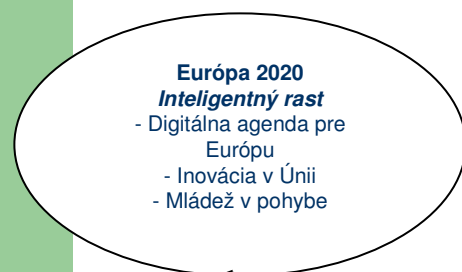 Európa 2020
Inteligentný rast
- Digitálna agenda pre
Európu
- Inovácia v Únii
- Mládež v pohybe